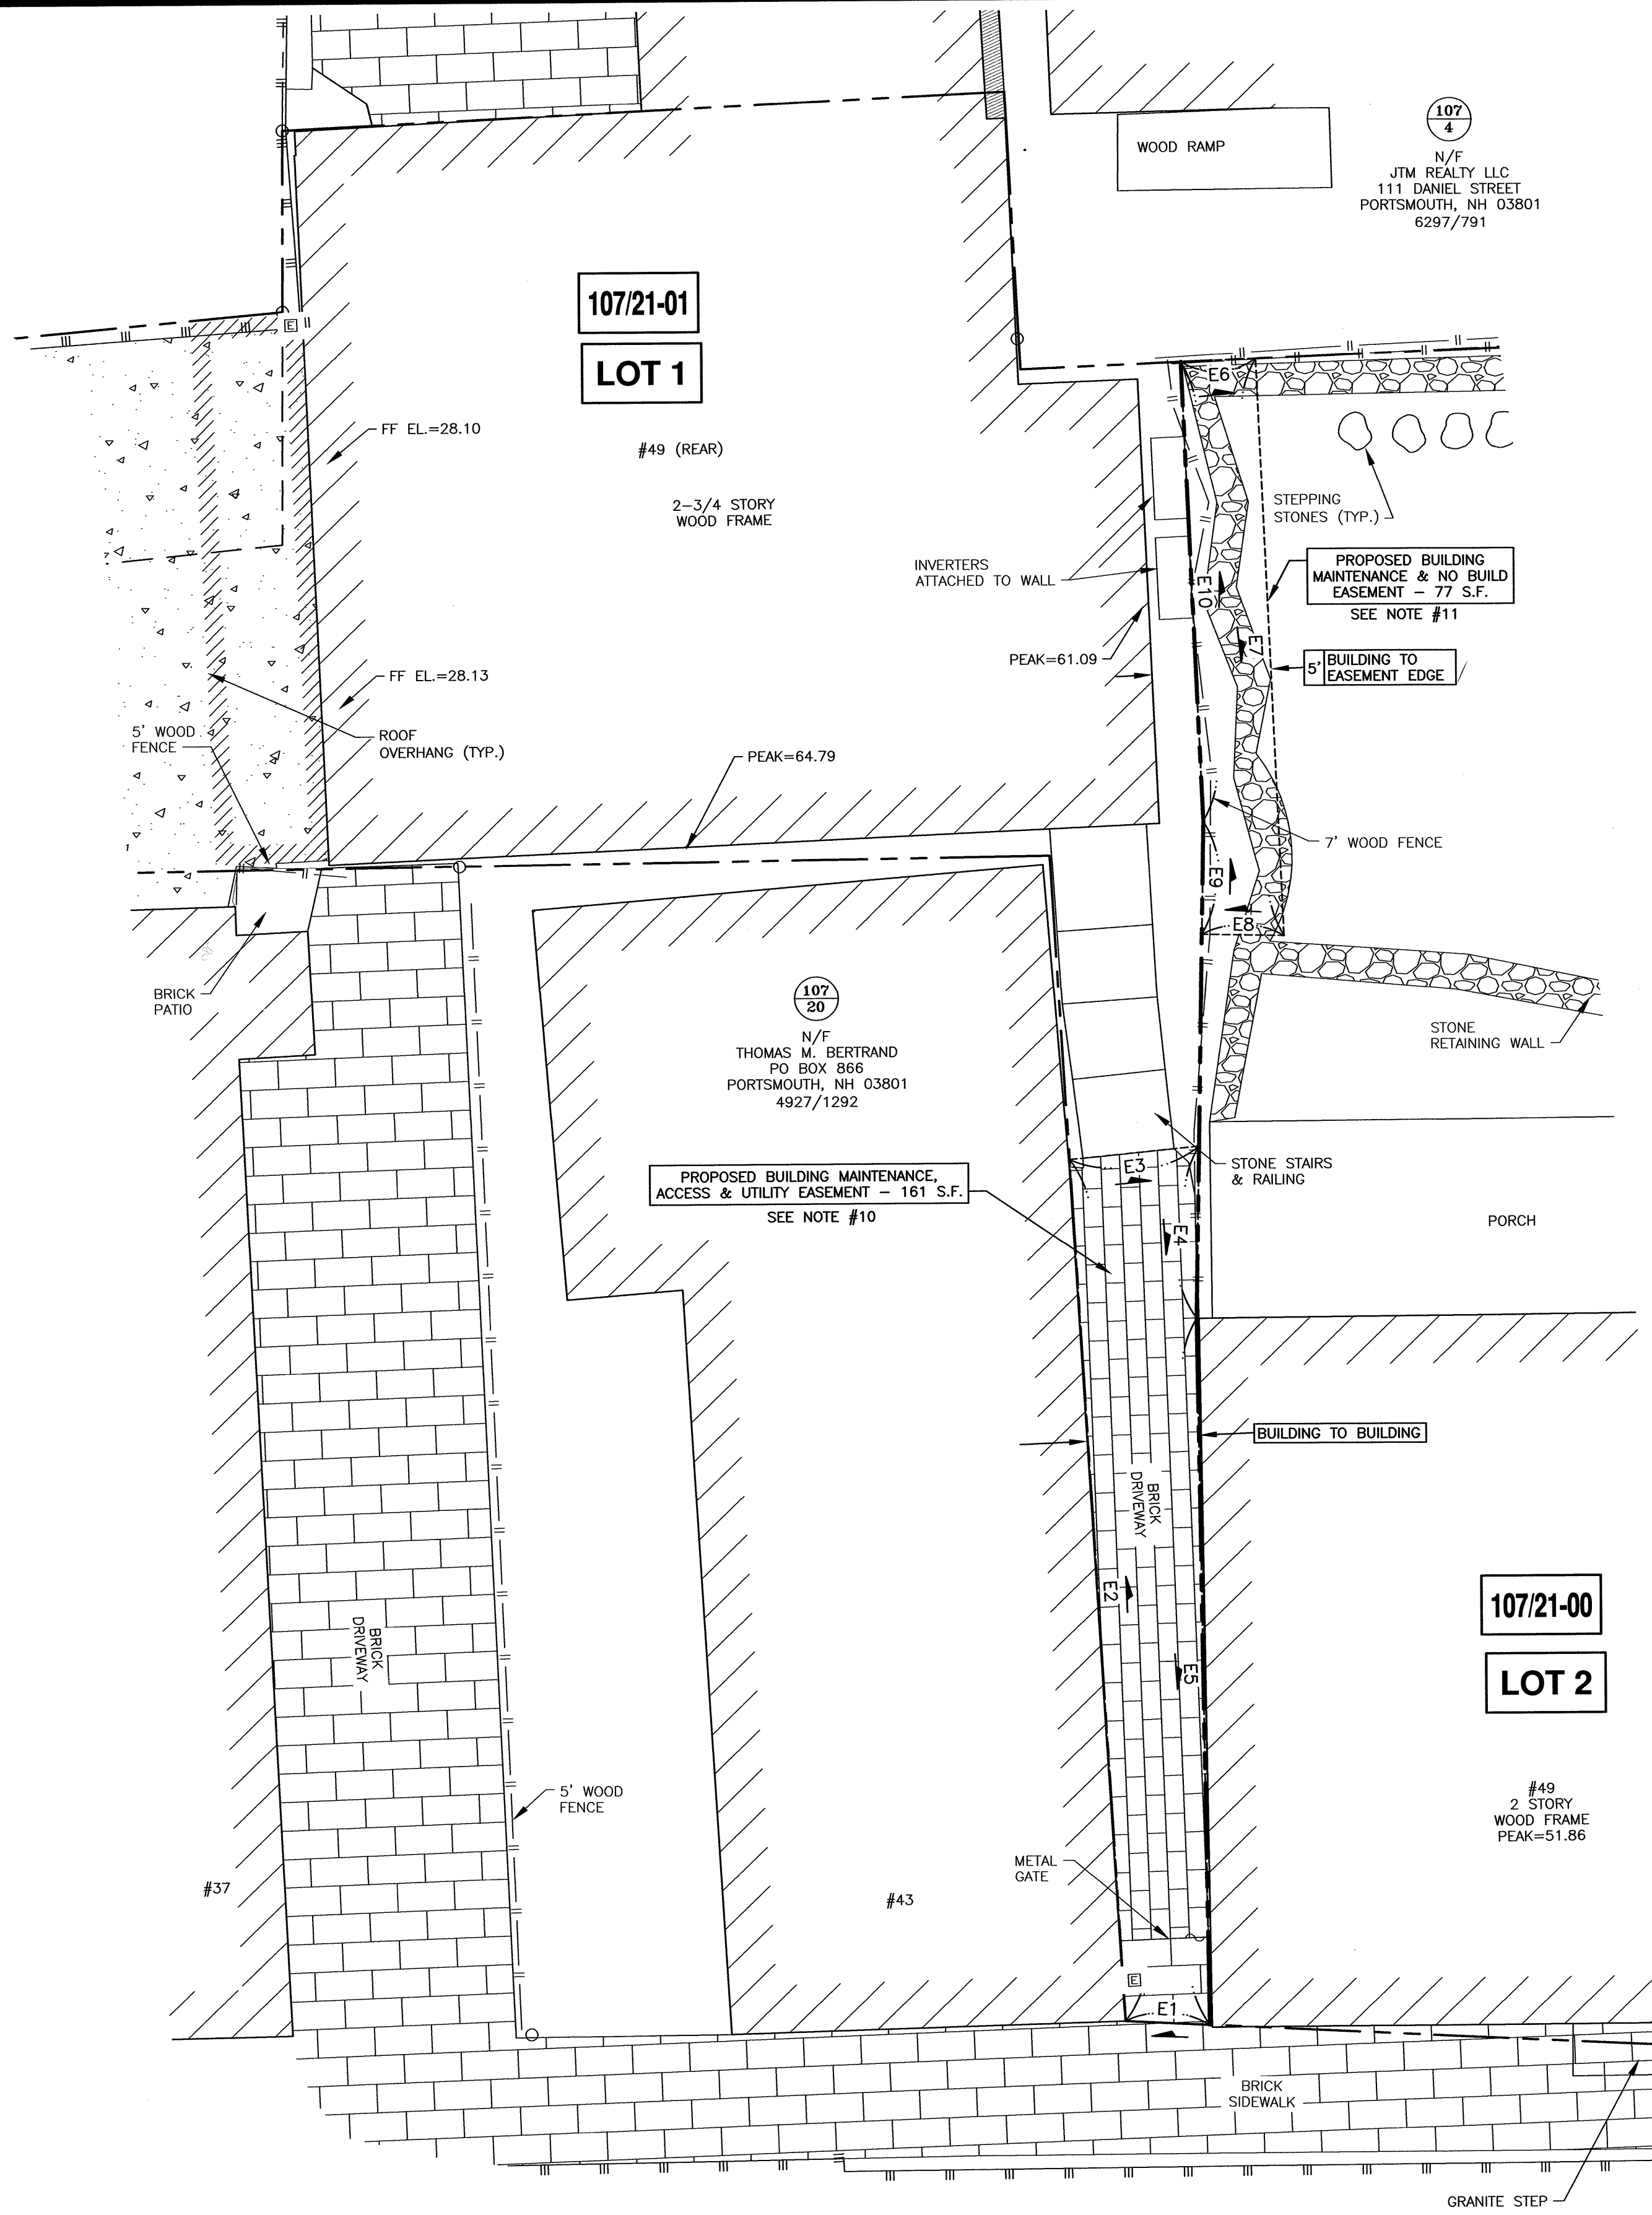 107
4
N/F
JTM REALTY LLC
111 DANIEL STREET
PORTSMOUTH, NH 03801
6297/791
WOOD RAMP
107/21-01
LOT 1
E
E6
FF EL.=28.10
#49 (REAR)
2-3/4 STORY
WOOD FRAME
STEPPING
STONES (TYP.)
INVERTERS
ATTACHED TO WALL
E10
PROPOSED BUILDING
MAINTENANCE & NO BUILD
EASEMENT - 77 S.F.
SEE NOTE #11
E7
PEAK=61.09
5'
BUILDING TO
EASEMENT EDGE
FF EL.=28.13
5' WOOD
FENCE
ROOF
OVERHANG (TYP.)
PEAK=64.79
7' WOOD FENCE
E9
E8
BRICK
PATIO
107
20
N/F
THOMAS M. BERTRAND
PO BOX 866
PORTSMOUTH, NH 03801
4927/1292
STONE
RETAINING WALL
PROPOSED BUILDING MAINTENANCE,
ACCESS & UTILITY EASEMENT - 161 S.F.
SEE NOTE #10
E3
STONE STAIRS
& RAILING
E4
PORCH
BUILDING TO BUILDING
BRICK
DRIVEWAY
E2
E5
107/21-00
LOT 2
BRICK
DRIVEWAY
5' WOOD
FENCE
#49
2 STORY
WOOD FRAME
PEAK=51.86
METAL
GATE
#37
#43
E
E1
BRICK
SIDEWALK
GRANITE STEP